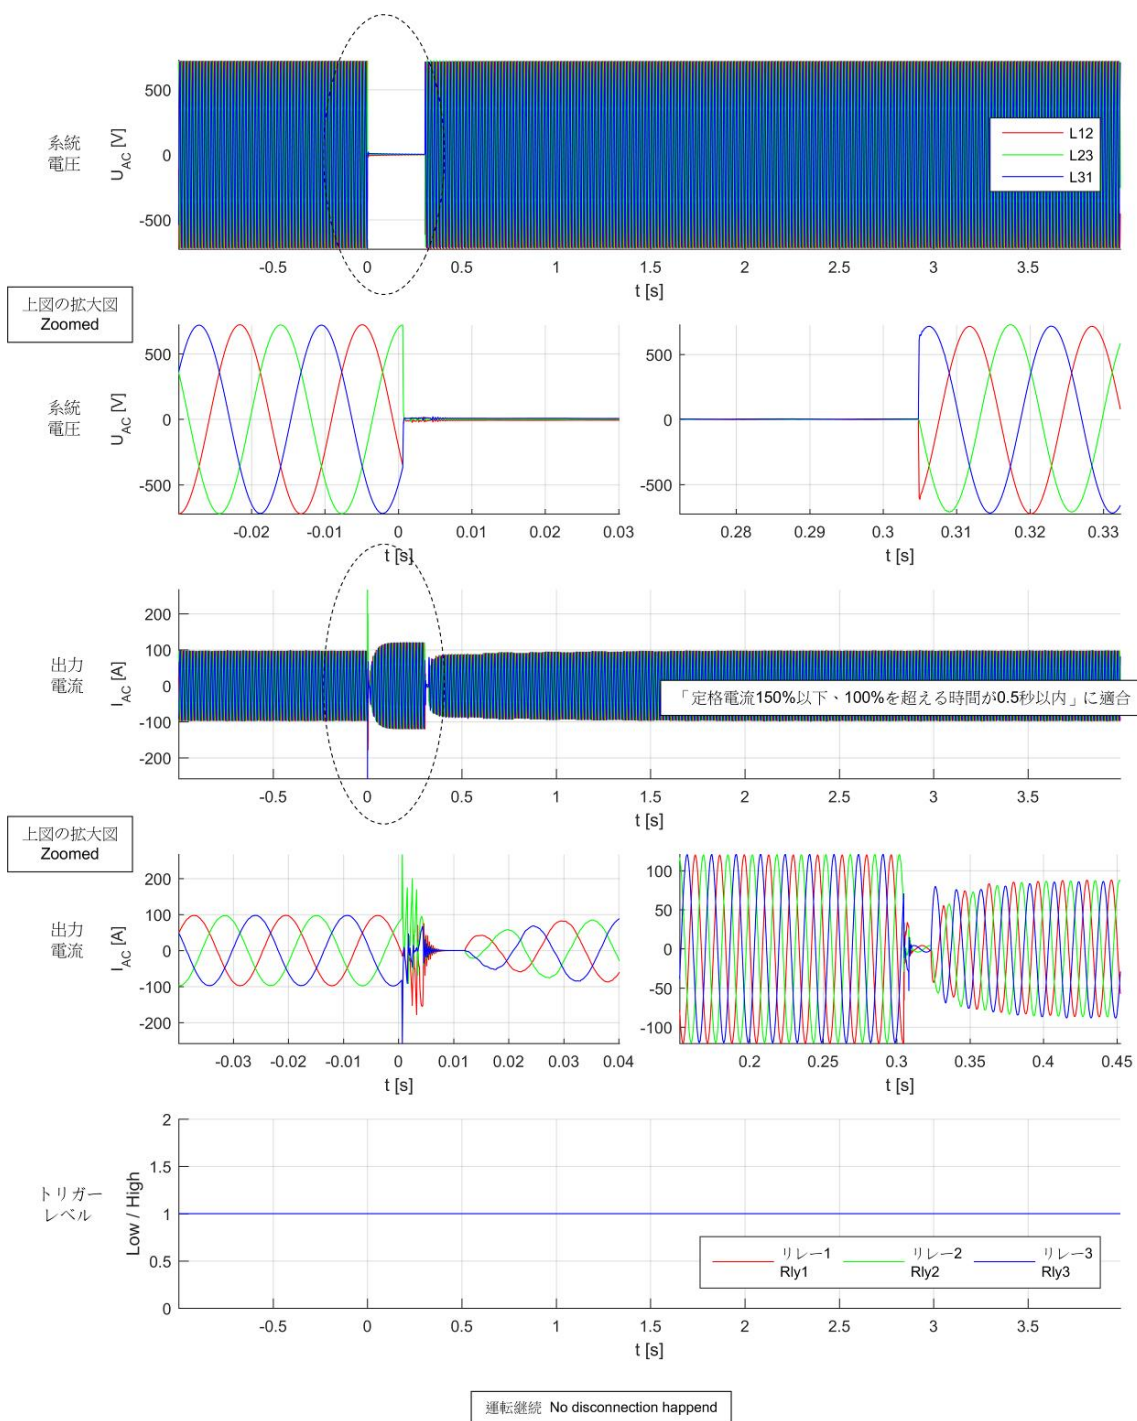 系統
電圧
U_AC [V]
500
0
-500
L12
L23
L31
-0.5 0 0.5 1 1.5 2 2.5 3 3.5
t [s]
上図の拡大図
Zoomed
系統
電圧
U_AC [V]
500
0
-500
-0.02 -0.01 0 0.01 0.02 0.03
t [s]
500
0
-500
0.28 0.29 0.3 0.31 0.32 0.33
t [s]
出力
電流
I_AC [A]
200
100
0
-100
-200
「定格電流150%以下、100%を超える時間が0.5秒以内」に適合
-0.5 0 0.5 1 1.5 2 2.5 3 3.5
t [s]
上図の拡大図
Zoomed
出力
電流
I_AC [A]
200
100
0
-100
-200
-0.03 -0.02 -0.01 0 0.01 0.02 0.03 0.04
t [s]
100
50
0
-50
-100
0.2 0.25 0.3 0.35 0.4 0.45
t [s]
トリガー
レベル
Low / High
2
1.5
1
0.5
0
リレー1 リレー2 リレー3
Rly1 Rly2 Rly3
-0.5 0 0.5 1 1.5 2 2.5 3 3.5
t [s]
運転継続 No disconnection happend